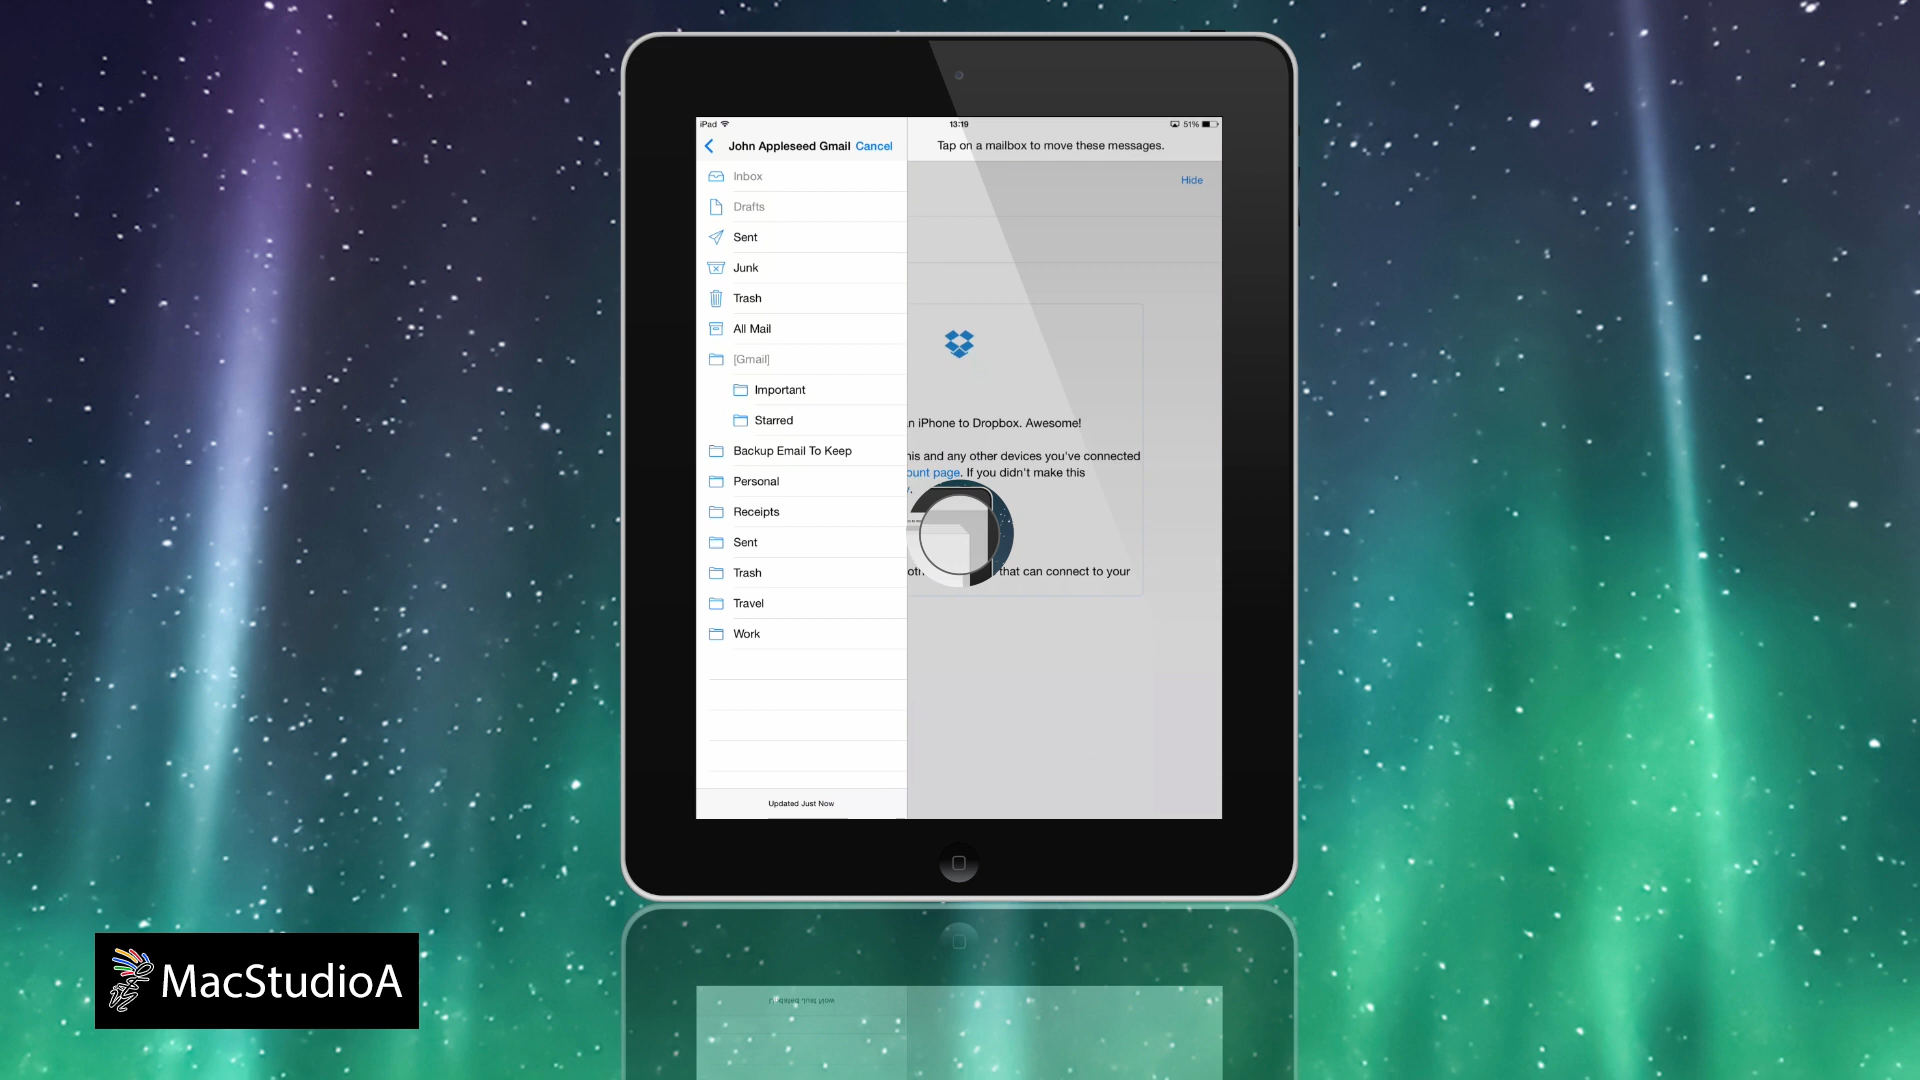 iPad
13:19
51%
John Appleseed Gmail Cancel
Tap on a mailbox to move these messages.
Hide
Inbox
Drafts
Sent
Junk
Trash
All Mail
[Gmail]
Important
Starred
Backup Email To Keep
Personal
Receipts
Sent
Trash
Travel
Work
Updated Just Now
iPhone to Dropbox. Awesome!
and any other devices you've connected
page. If you didn't make this
that can connect to your
MacStudioA